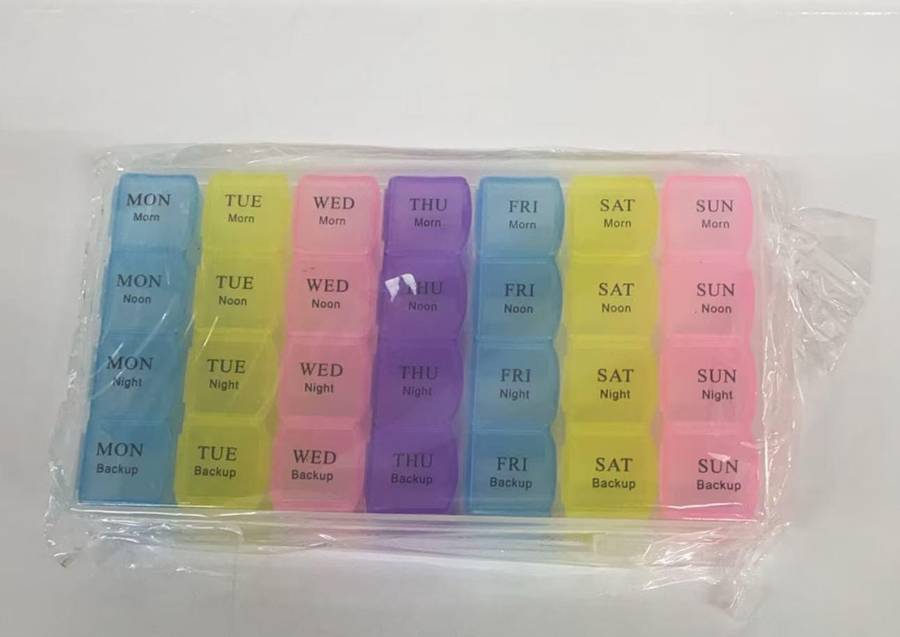 MON TUE WED THU FRI SAT SUN
Morn Morn Morn Morn Morn Morn Morn
MON TUE WED THU FRI SAT SUN
Noon Noon Noon Noon Noon Noon Noon
MON TUE WED THU FRI SAT SUN
Night Night Night Night Night Night Night
MON TUE WED THU FRI SAT SUN
Backup Backup Backup Backup Backup Backup Backup